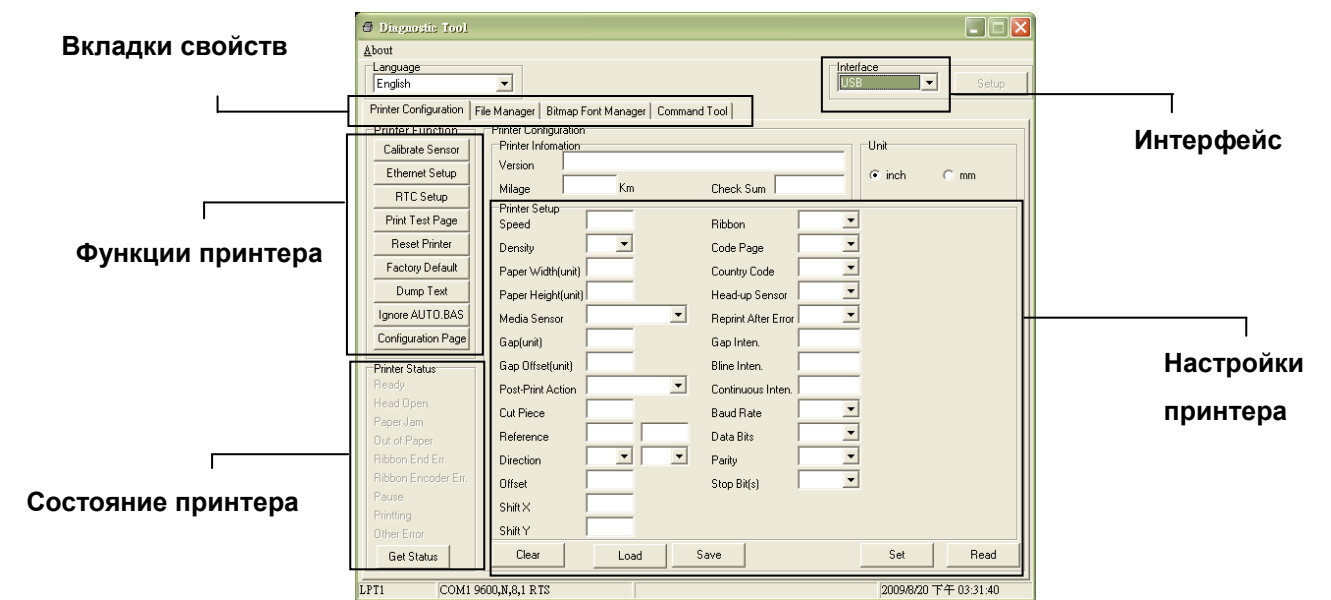 Вкладки свойств
Функции принтера
Состояние принтера
Интерфейс
Настройки
принтера
Diagnostic Tool
About
Language
English
Interface
USB
Setup
Printer Configuration
File Manager
Bitmap Font Manager
Command Tool
Printer Function
Calibrate Sensor
Ethernet Setup
RTC Setup
Print Test Page
Reset Printer
Factory Default
Dump Text
Ignore AUTO.BAS
Configuration Page
Printer Status
Ready
Head Open
Paper Jam
Out of Paper
Ribbon End Err.
Ribbon Encoder Err.
Pause
Printting
Other Error
Get Status
Printer Configuration
Printer Infomation
Version
Milage
Km
Check Sum
Unit
inch
mm
Printer Setup
Speed
Density
Paper Width(unit)
Paper Height(unit)
Media Sensor
Gap(unit)
Gap Offset(unit)
Post-Print Action
Cut Piece
Reference
Direction
Offset
Shift X
Shift Y
Ribbon
Code Page
Country Code
Head-up Sensor
Reprint After Error
Gap Inten.
Bline Inten.
Continuous Inten.
Baud Rate
Data Bits
Parity
Stop Bit(s)
Clear
Load
Save
Set
Read
LPT1
COM1 9600,N,8,1 RTS
2009/8/20 下午 03:31:40